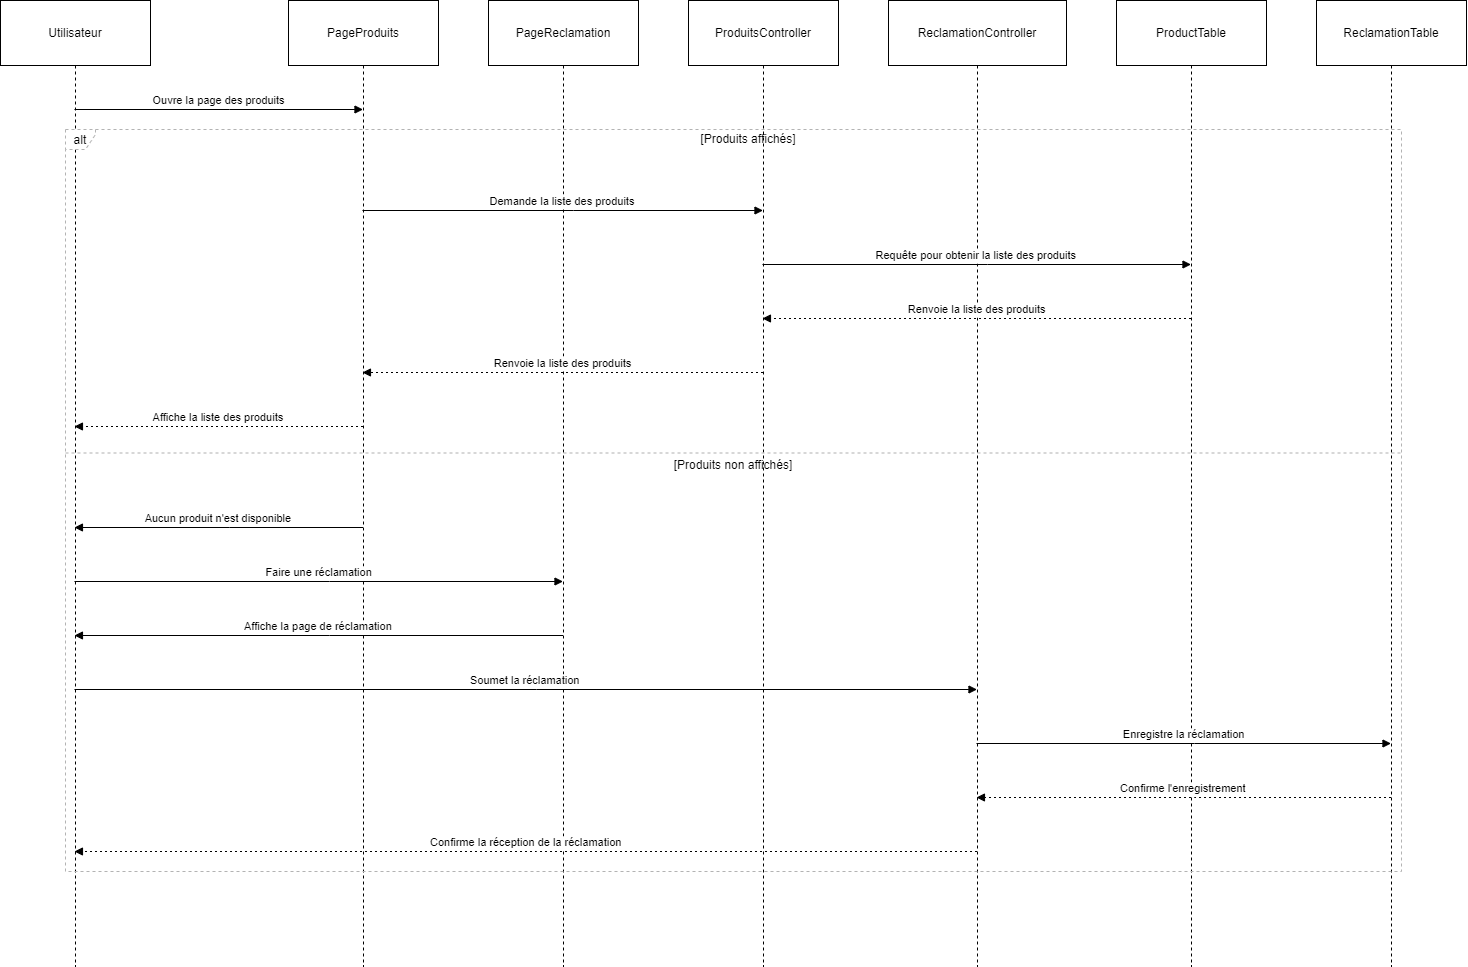 Utilisateur
PageProduits
PageReclamation
ProduitsController
ReclamationController
ProductTable
ReclamationTable
Ouvre la page des produits
alt
[Produits affichés]
Demande la liste des produits
Requête pour obtenir la liste des produits
Renvoie la liste des produits
Renvoie la liste des produits
Affiche la liste des produits
[Produits non affichés]
Aucun produit n'est disponible
Faire une réclamation
Affiche la page de réclamation
Soumet la réclamation
Enregistre la réclamation
Confirme l'enregistrement
Confirme la réception de la réclamation